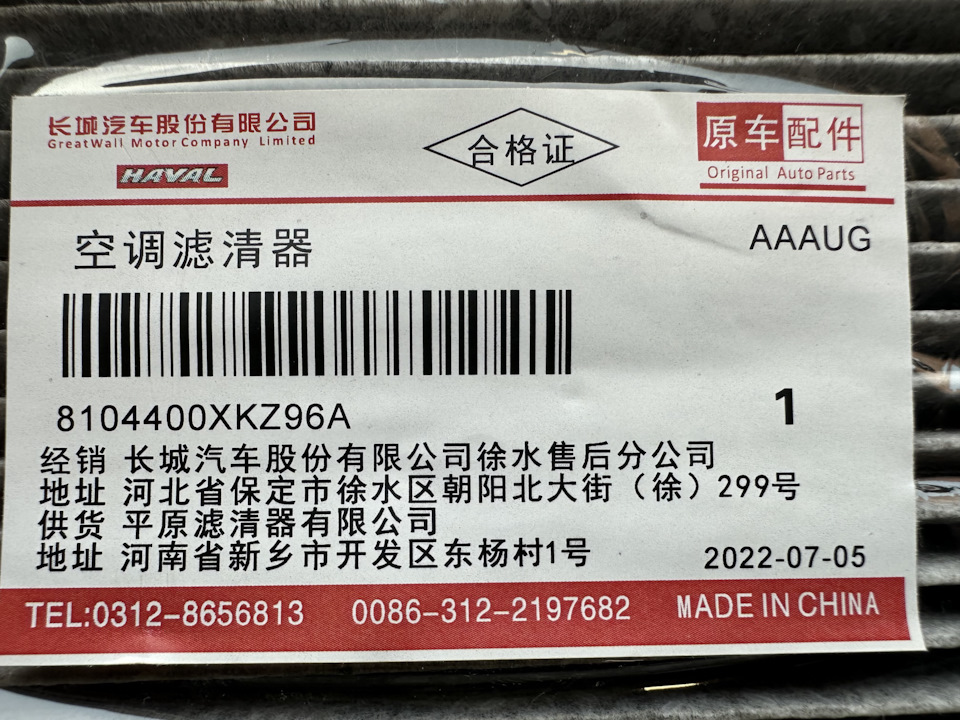 长城汽车股份有限公司
GreatWall Motor Company Limited
HAVAL
合格证
原车配件
Original Auto Parts
空调滤清器
AAAUG
8104400XKZ96A
1
经销 长城汽车股份有限公司徐水售后分公司
地址 河北省保定市徐水区朝阳北大街（徐）299号
供货 平原滤清器有限公司
地址 河南省新乡市开发区东杨村1号
2022-07-05
TEL:0312-8656813 0086-312-2197682 MADE IN CHINA